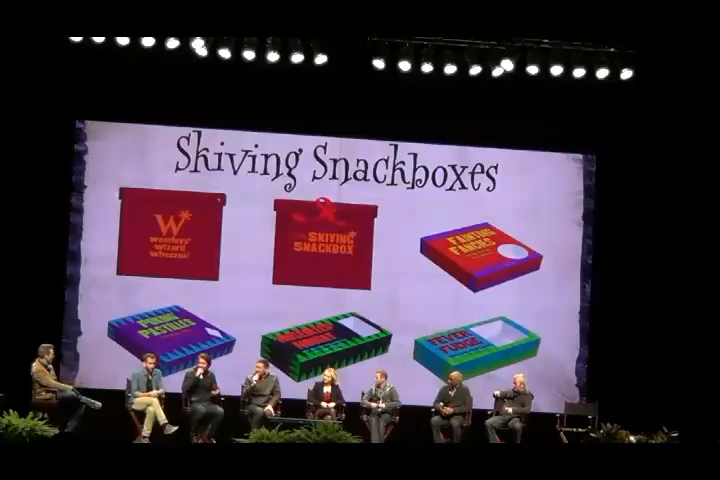 Skiving Snackboxes
W
weasleys'
wizard
wheezes!
SKIVING
SNACKBOX
FAINTING
FANCIES
PUKING
PASTILLES
NOSEBLEED
NOUGAT
FEVER
FUDGE